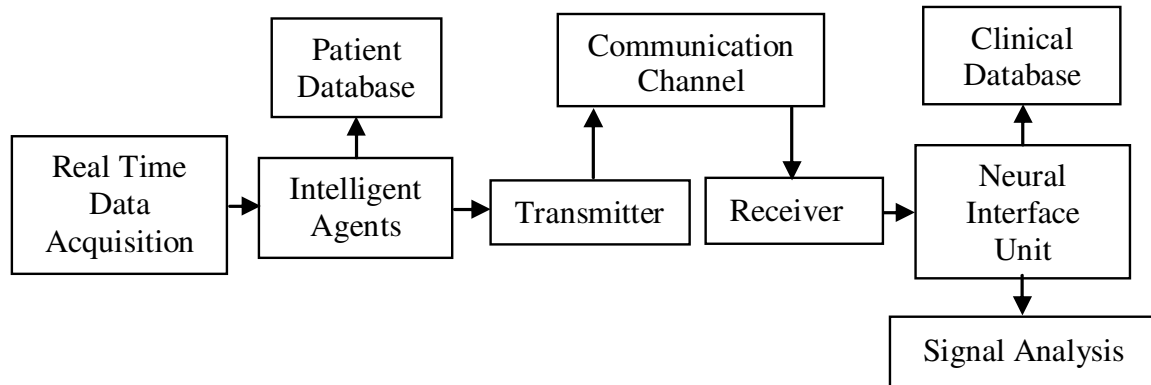 Real Time
Data
Acquisition
Patient
Database
Intelligent
Agents
Transmitter
Communication
Channel
Receiver
Clinical
Database
Neural
Interface
Unit
Signal Analysis